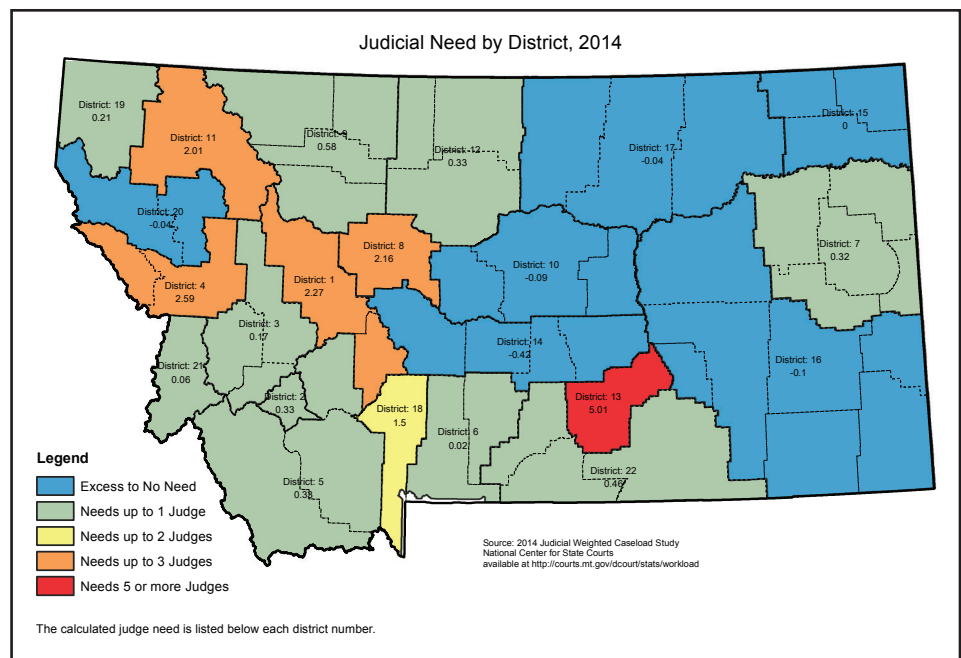 Judicial Need by District, 2014
District: 19
0.21
District: 11
2.01
District: 9
0.58
District: 12
0.33
District: 17
-0.04
District: 15
0
District: 20
-0.04
District: 7
0.32
District: 8
2.16
District: 10
-0.09
District: 1
2.27
District: 4
2.59
District: 3
0.17
District: 14
-0.42
District: 16
-0.1
District: 21
0.06
District: 2
0.33
District: 18
1.5
District: 13
5.01
District: 6
0.02
District: 22
0.46
District: 5
Legend
Excess to No Need
Needs up to 1 Judge
Needs up to 2 Judges
Needs up to 3 Judges
Needs 5 or more Judges
Source: 2014 Judicial Weighted Caseload Study
National Center for State Courts
available at http://courts.mt.gov/dcourt/stats/workload
The calculated judge need is listed below each district number.